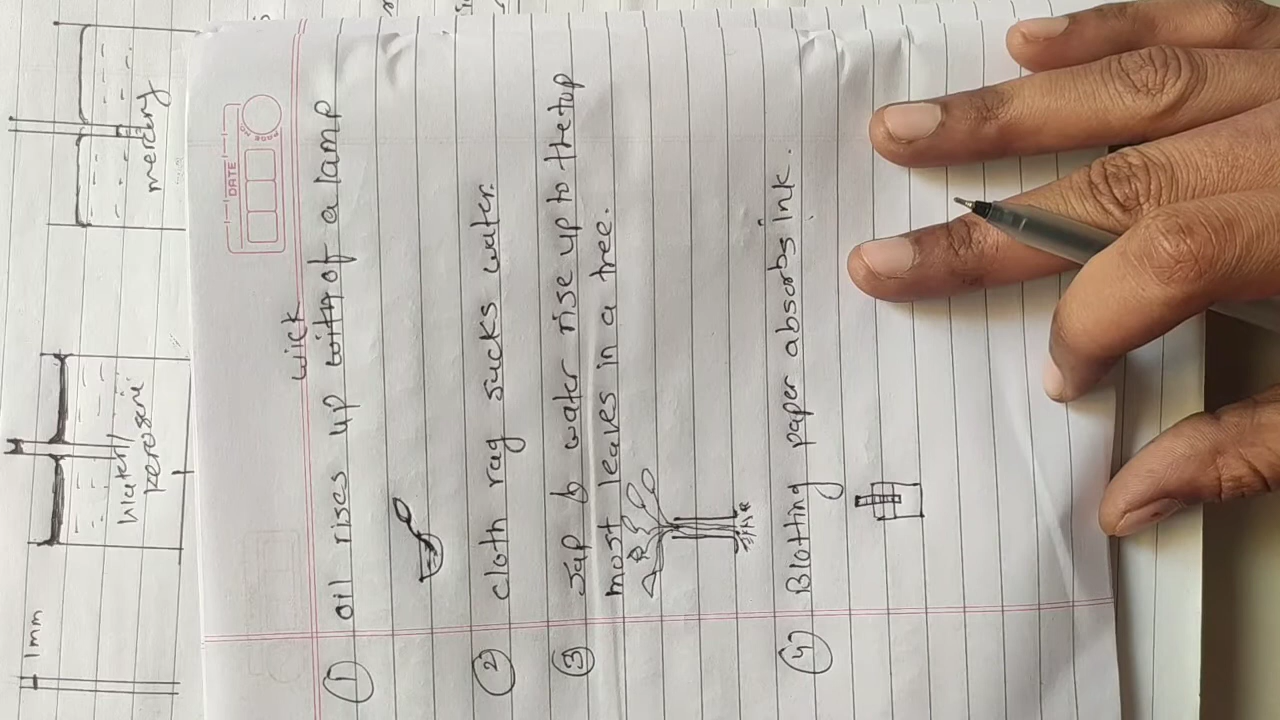 1mm
water/
kerosene
mercury
DATE
PAGE NO
wick
① oil rises up with of a lamp
② cloth rag sucks water.
③ sap & water rise up to the top
most leaves in a tree.
④ Blotting paper absorbs ink.